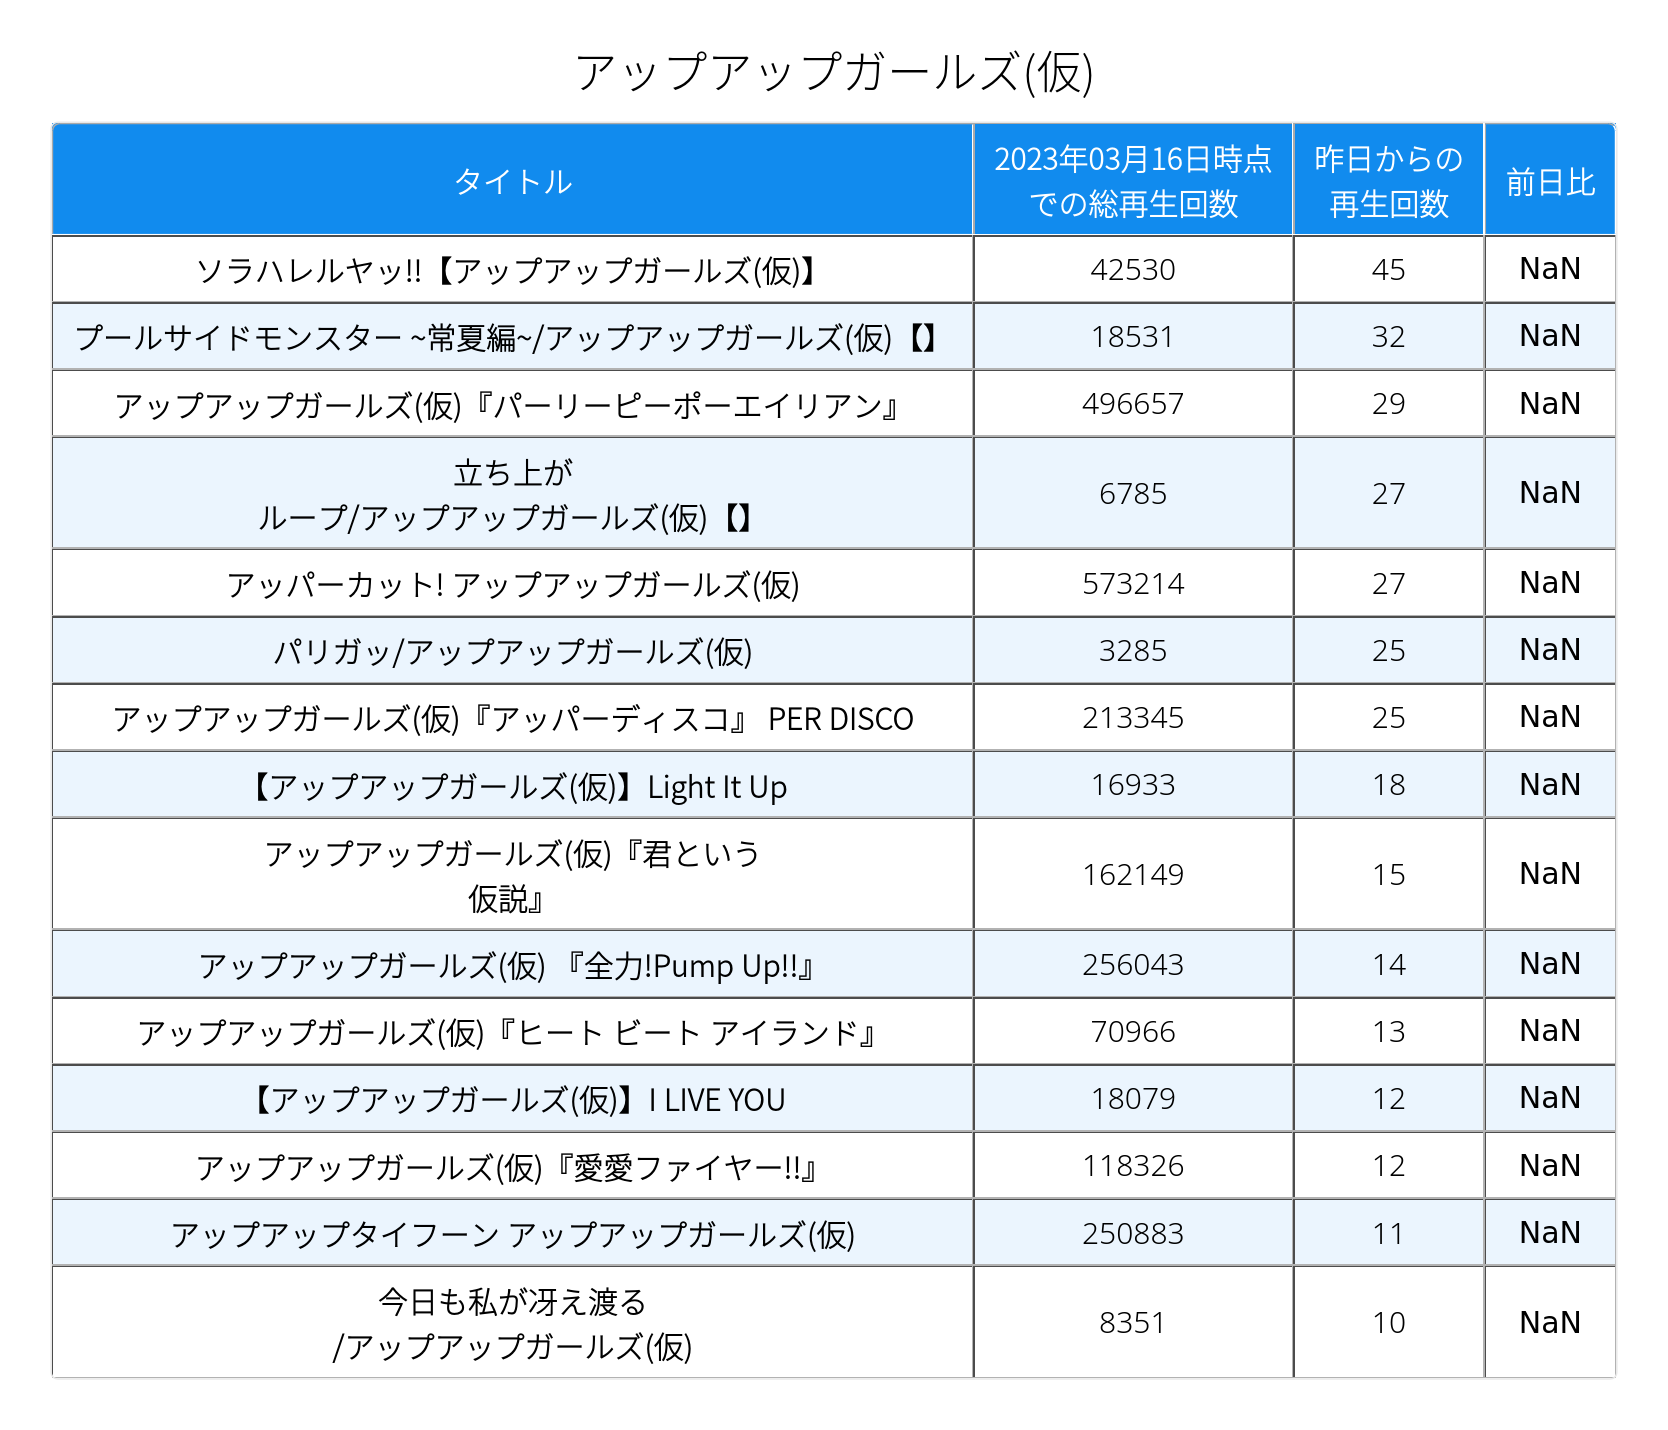 アップアップガールズ(仮)
タイトル
2023年03月16日時点
での総再生回数
昨日からの
再生回数
前日比
ソラハレルヤッ!!【アップアップガールズ(仮)】 42530 45 NaN
プールサイドモンスター ~常夏編~/アップアップガールズ(仮)【】 18531 32 NaN
アップアップガールズ(仮)『パーリーピーポーエイリアン』 496657 29 NaN
立ち上が
ループ/アップアップガールズ(仮)【】 6785 27 NaN
アッパーカット! アップアップガールズ(仮) 573214 27 NaN
パリガッ/アップアップガールズ(仮) 3285 25 NaN
アップアップガールズ(仮)『アッパーディスコ』 PER DISCO 213345 25 NaN
【アップアップガールズ(仮)】Light It Up 16933 18 NaN
アップアップガールズ(仮)『君という
仮説』 162149 15 NaN
アップアップガールズ(仮) 『全力!Pump Up!!』 256043 14 NaN
アップアップガールズ(仮)『ヒート ビート アイランド』 70966 13 NaN
【アップアップガールズ(仮)】I LIVE YOU 18079 12 NaN
アップアップガールズ(仮)『愛愛ファイヤー!!』 118326 12 NaN
アップアップタイフーン アップアップガールズ(仮) 250883 11 NaN
今日も私が冴え渡る
/アップアップガールズ(仮) 8351 10 NaN